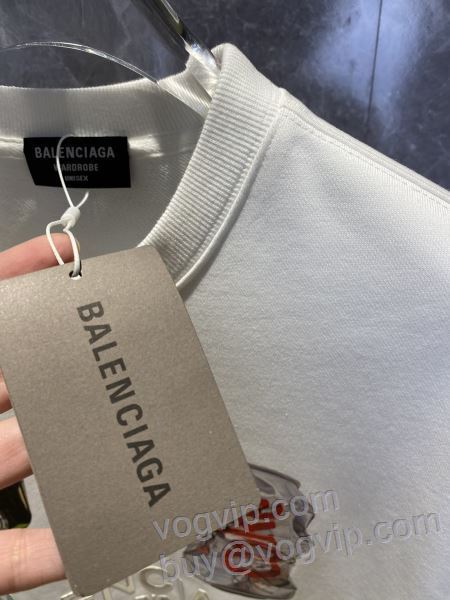 BALENCIAGA
WARDROBE
UNISEX
BALENCIAGA
vogvip.com
buy@vogvip.com